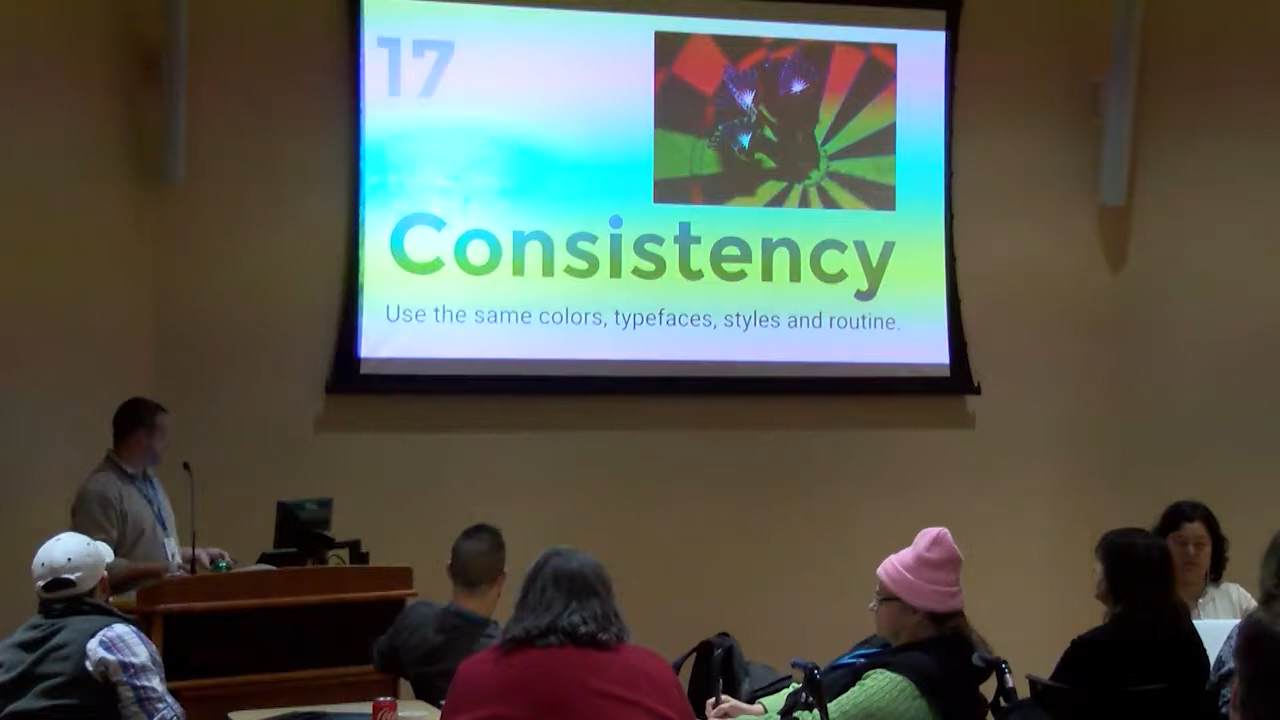 17
Consistency
Use the same colors, typefaces, styles and routine.